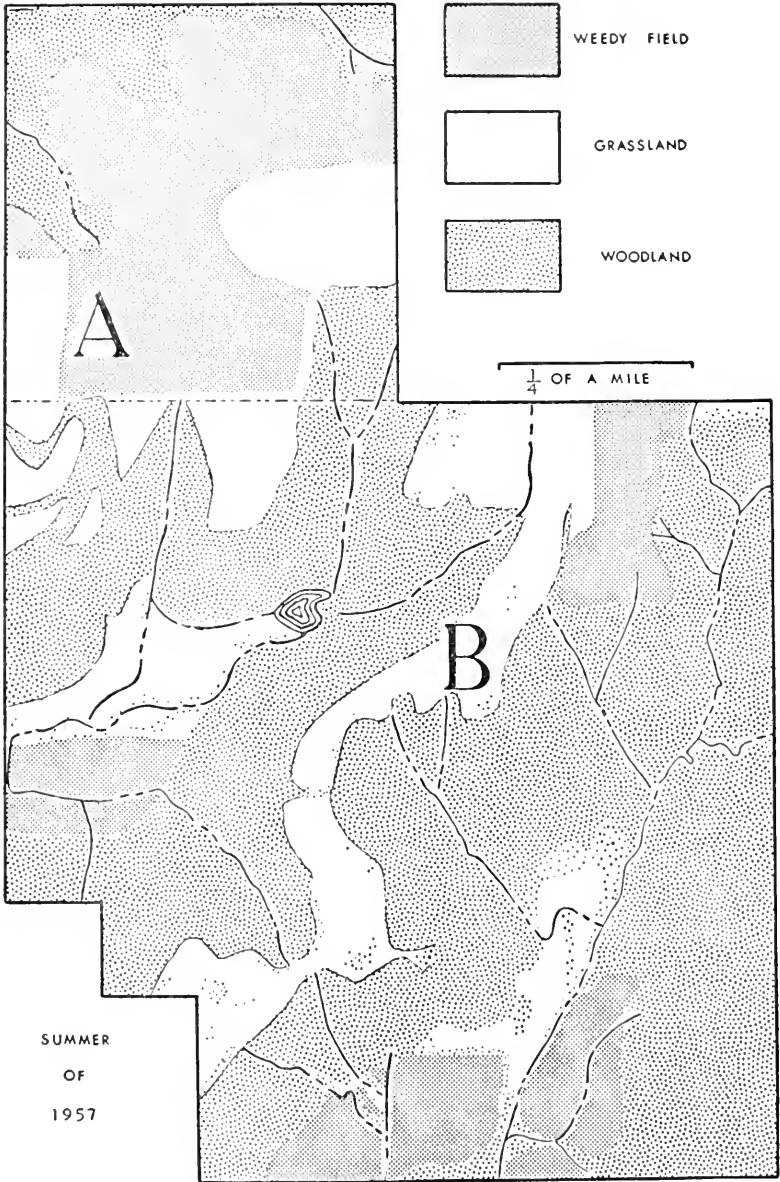 WEEDY FIELD
GRASSLAND
WOODLAND
1/4 OF A MILE
A
B
SUMMER
OF
1957